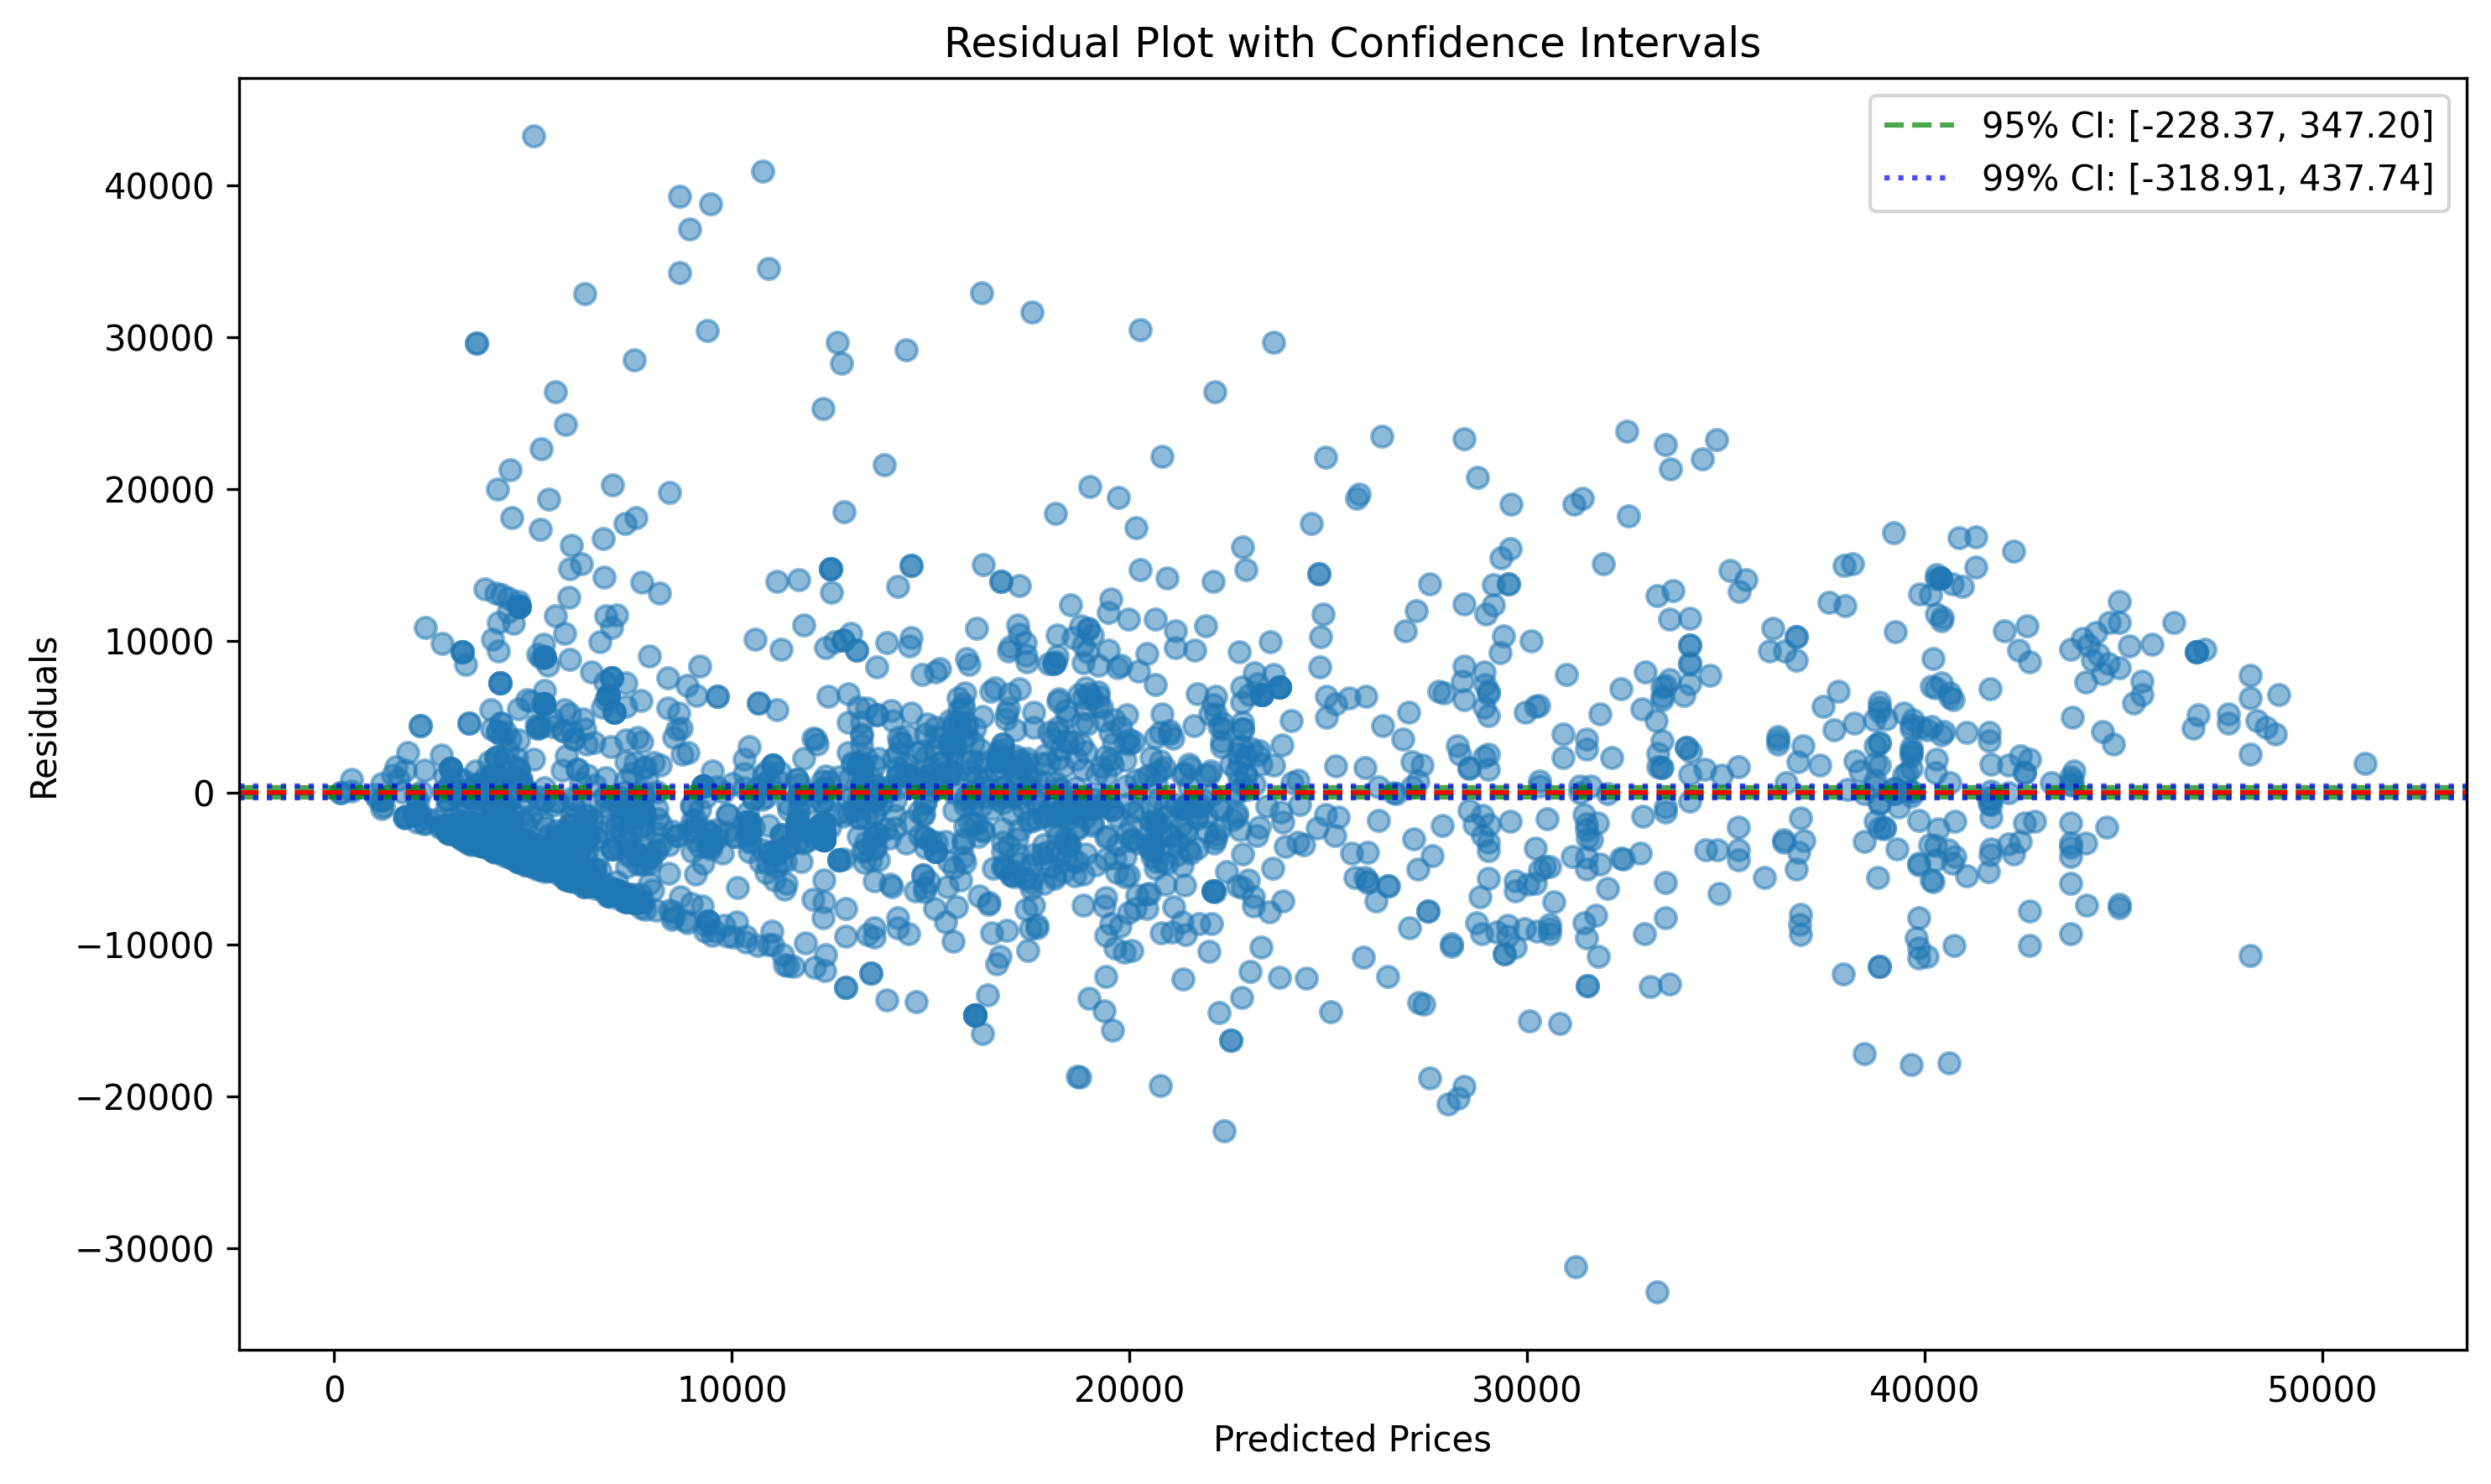 Residual Plot with Confidence Intervals
95% CI: [-228.37, 347.20]
99% CI: [-318.91, 437.74]
Residuals
40000
30000
20000
10000
0
−10000
−20000
−30000
0 10000 20000 30000 40000 50000
Predicted Prices